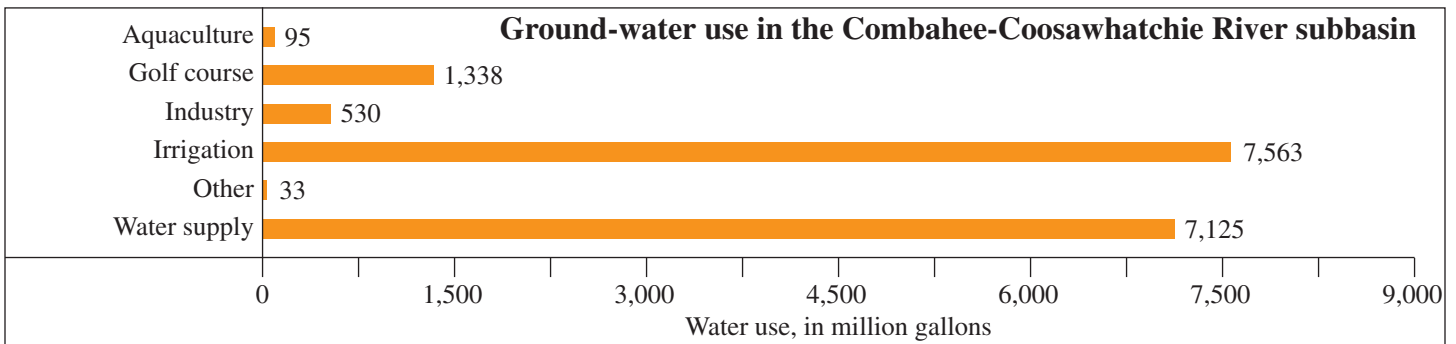 Ground-water use in the Combahee-Coosawhatchie River subbasin
Aquaculture 95
Golf course 1,338
Industry 530
Irrigation 7,563
Other 33
Water supply 7,125
0 1,500 3,000 4,500 6,000 7,500 9,000
Water use, in million gallons